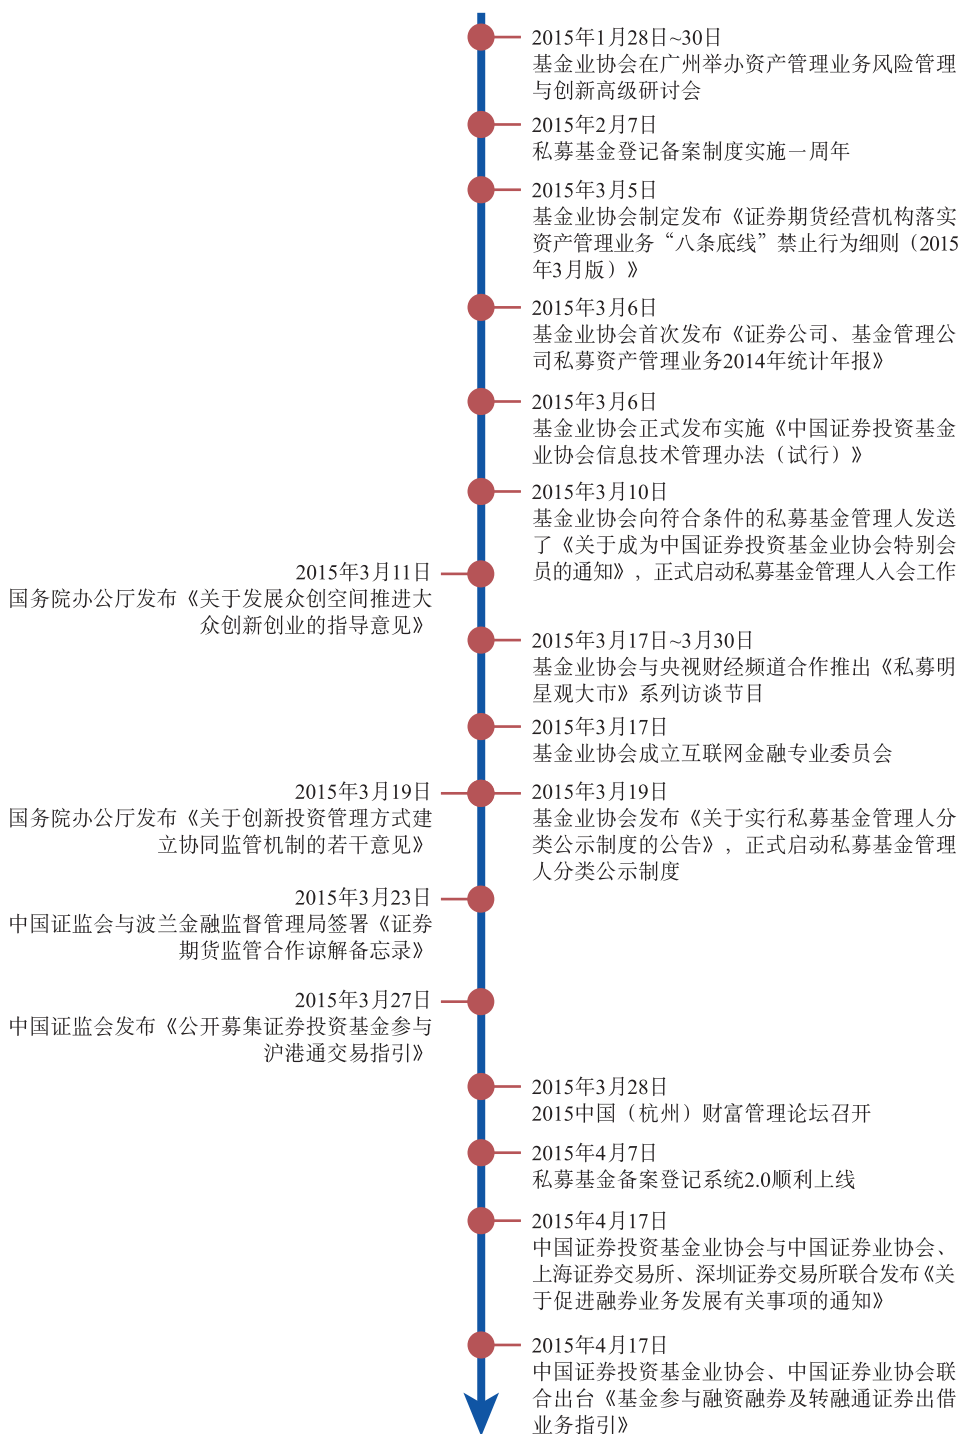 2015年1月28日~30日
基金业协会在广州举办资产管理业务风险管理
与创新高级研讨会
2015年2月7日
私募基金登记备案制度实施一周年
2015年3月5日
基金业协会制定发布《证券期货经营机构落实
资产管理业务“八条底线”禁止行为细则（2015
年3月版）》
2015年3月6日
基金业协会首次发布《证券公司、基金管理公
司私募资产管理业务2014年统计年报》
2015年3月6日
基金业协会正式发布实施《中国证券投资基金
业协会信息技术管理办法（试行）》
2015年3月10日
基金业协会向符合条件的私募基金管理人发送
了《关于成为中国证券投资基金业协会特别会
员的通知》，正式启动私募基金管理人入会工作
2015年3月11日
国务院办公厅发布《关于发展众创空间推进大
众创新创业的指导意见》
2015年3月17日~3月30日
基金业协会与央视财经频道合作推出《私募明
星观大市》系列访谈节目
2015年3月17日
基金业协会成立互联网金融专业委员会
2015年3月19日
国务院办公厅发布《关于创新投资管理方式建
立协同监管机制的若干意见》
2015年3月19日
基金业协会发布《关于实行私募基金管理人分
类公示制度的公告》，正式启动私募基金管理
人分类公示制度
2015年3月23日
中国证监会与波兰金融监督管理局签署《证券
期货监管合作谅解备忘录》
2015年3月27日
中国证监会发布《公开募集证券投资基金参与
沪港通交易指引》
2015年3月28日
2015中国（杭州）财富管理论坛召开
2015年4月7日
私募基金备案登记系统2.0顺利上线
2015年4月17日
中国证券投资基金业协会与中国证券业协会、
上海证券交易所、深圳证券交易所联合发布《关
于促进融券业务发展有关事项的通知》
2015年4月17日
中国证券投资基金业协会、中国证券业协会联
合出台《基金参与融资融券及转融通证券出借
业务指引》